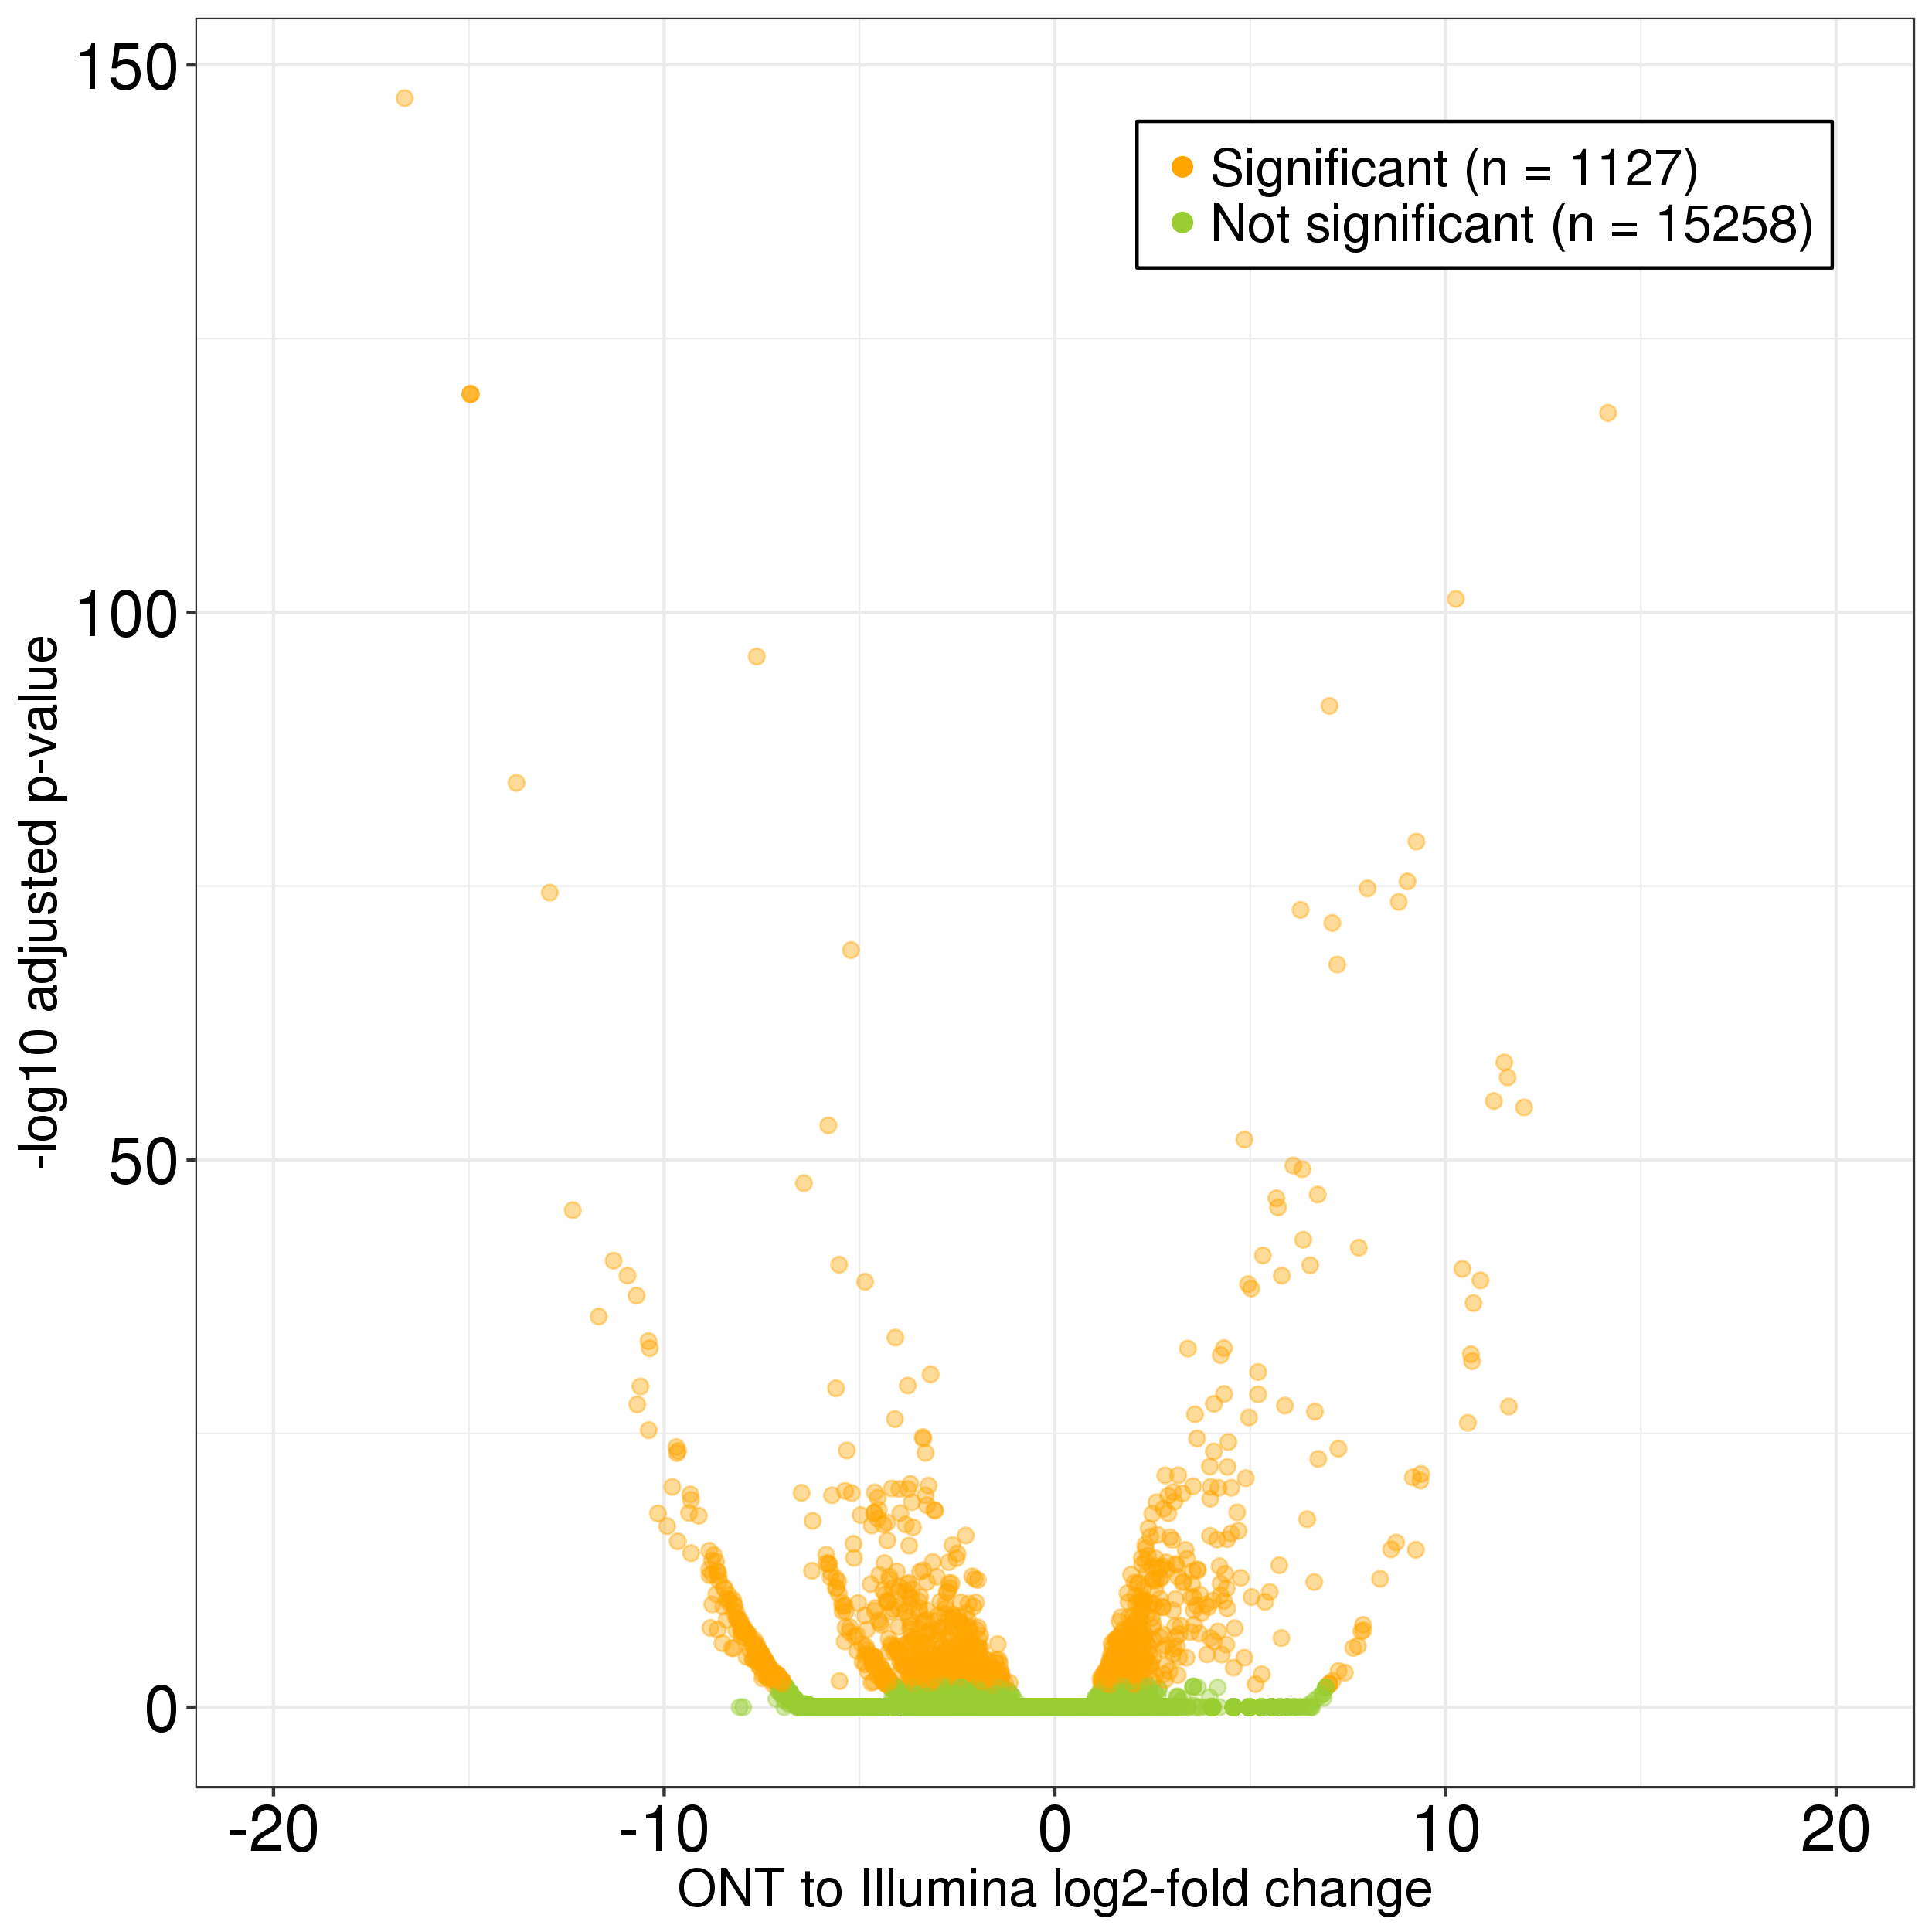 150
100
50
0
-log10 adjusted p-value
Significant (n = 1127)
Not significant (n = 15258)
-20
-10
0
10
20
ONT to Illumina log2-fold change